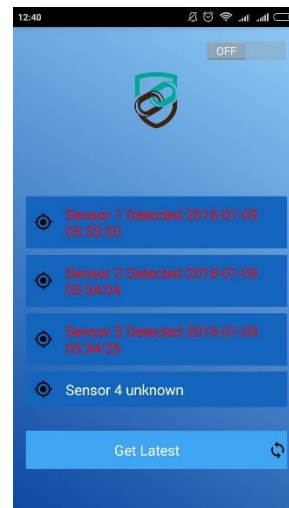 12:40
OFF
Sensor 1 Detected 2018-01-09
05:33:50
Sensor 2 Detected 2018-01-09
05:34:04
Sensor 3 Detected 2018-01-09
05:34:25
Sensor 4 unknown
Get Latest